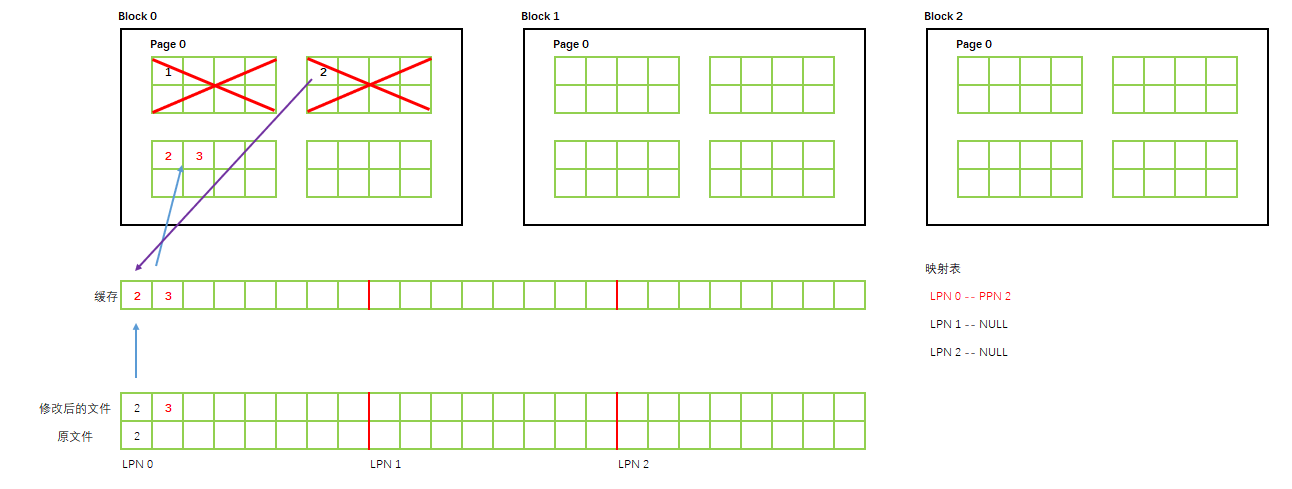 Block 0
Block 1
Block 2
Page 0
Page 0
Page 0
1
2
2 3
映射表
缓存 2 3
LPN 0 -- PPN 2
LPN 1 -- NULL
LPN 2 -- NULL
修改后的文件 2 3
原文件 2
LPN 0
LPN 1
LPN 2